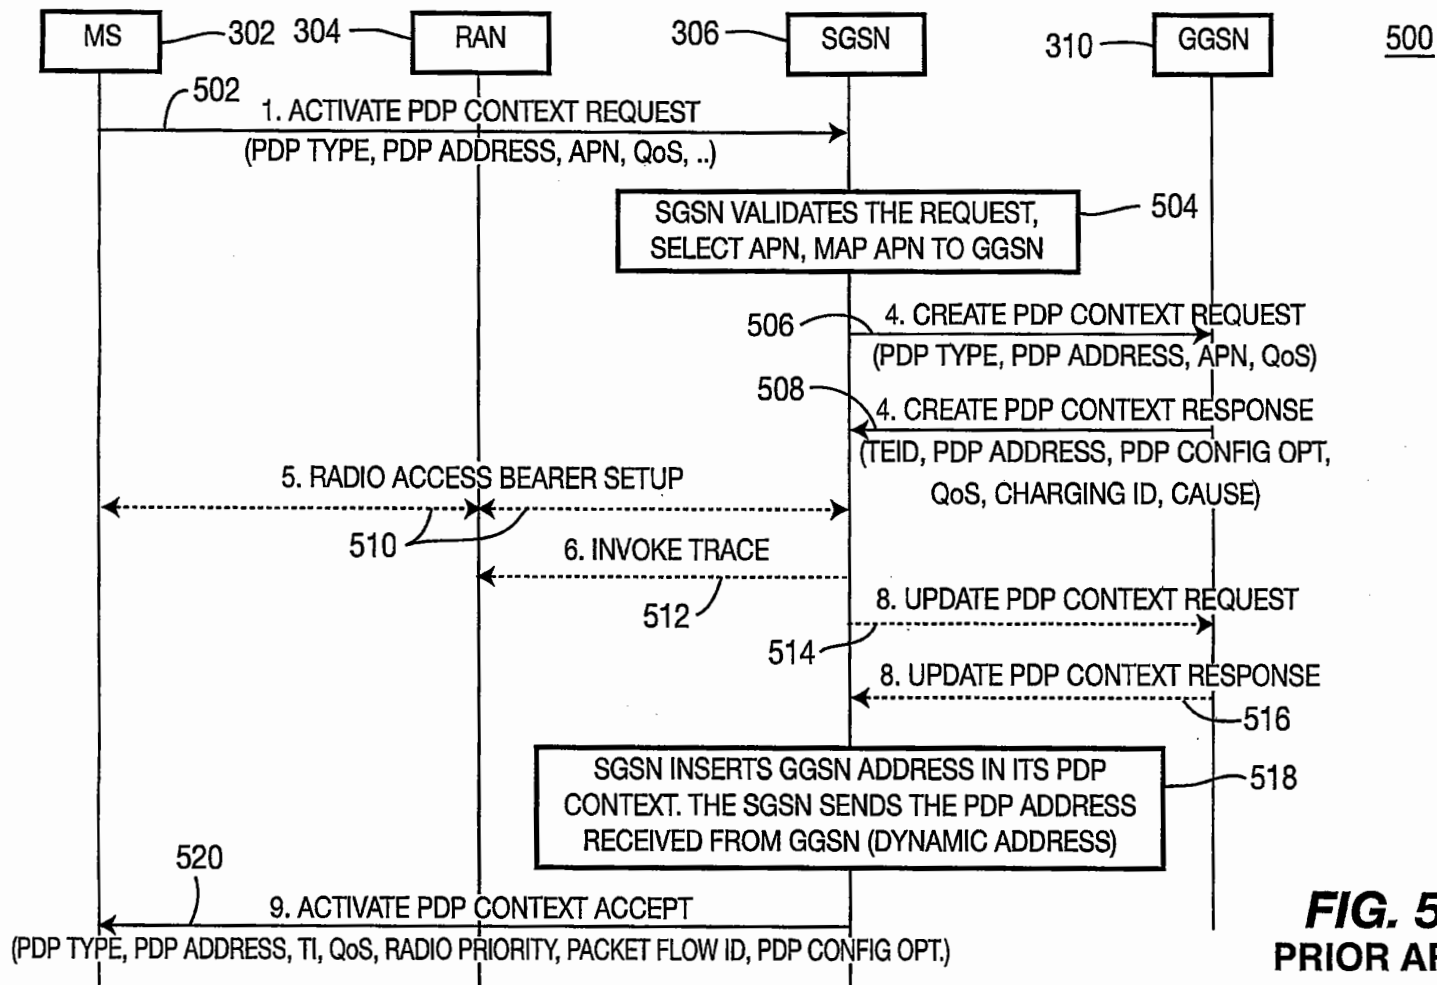 MS
302
304
RAN
306
SGSN
310
GGSN
500
502
1. ACTIVATE PDP CONTEXT REQUEST
(PDP TYPE, PDP ADDRESS, APN, QoS, ..)
SGSN VALIDATES THE REQUEST,
SELECT APN, MAP APN TO GGSN
504
506
4. CREATE PDP CONTEXT REQUEST
(PDP TYPE, PDP ADDRESS, APN, QoS)
508
4. CREATE PDP CONTEXT RESPONSE
(TEID, PDP ADDRESS, PDP CONFIG OPT,
QoS, CHARGING ID, CAUSE)
5. RADIO ACCESS BEARER SETUP
510
6. INVOKE TRACE
512
8. UPDATE PDP CONTEXT REQUEST
514
8. UPDATE PDP CONTEXT RESPONSE
516
SGSN INSERTS GGSN ADDRESS IN ITS PDP
CONTEXT. THE SGSN SENDS THE PDP ADDRESS
RECEIVED FROM GGSN (DYNAMIC ADDRESS)
518
520
9. ACTIVATE PDP CONTEXT ACCEPT
(PDP TYPE, PDP ADDRESS, TI, QoS, RADIO PRIORITY, PACKET FLOW ID, PDP CONFIG OPT.)
FIG. 5
PRIOR AR